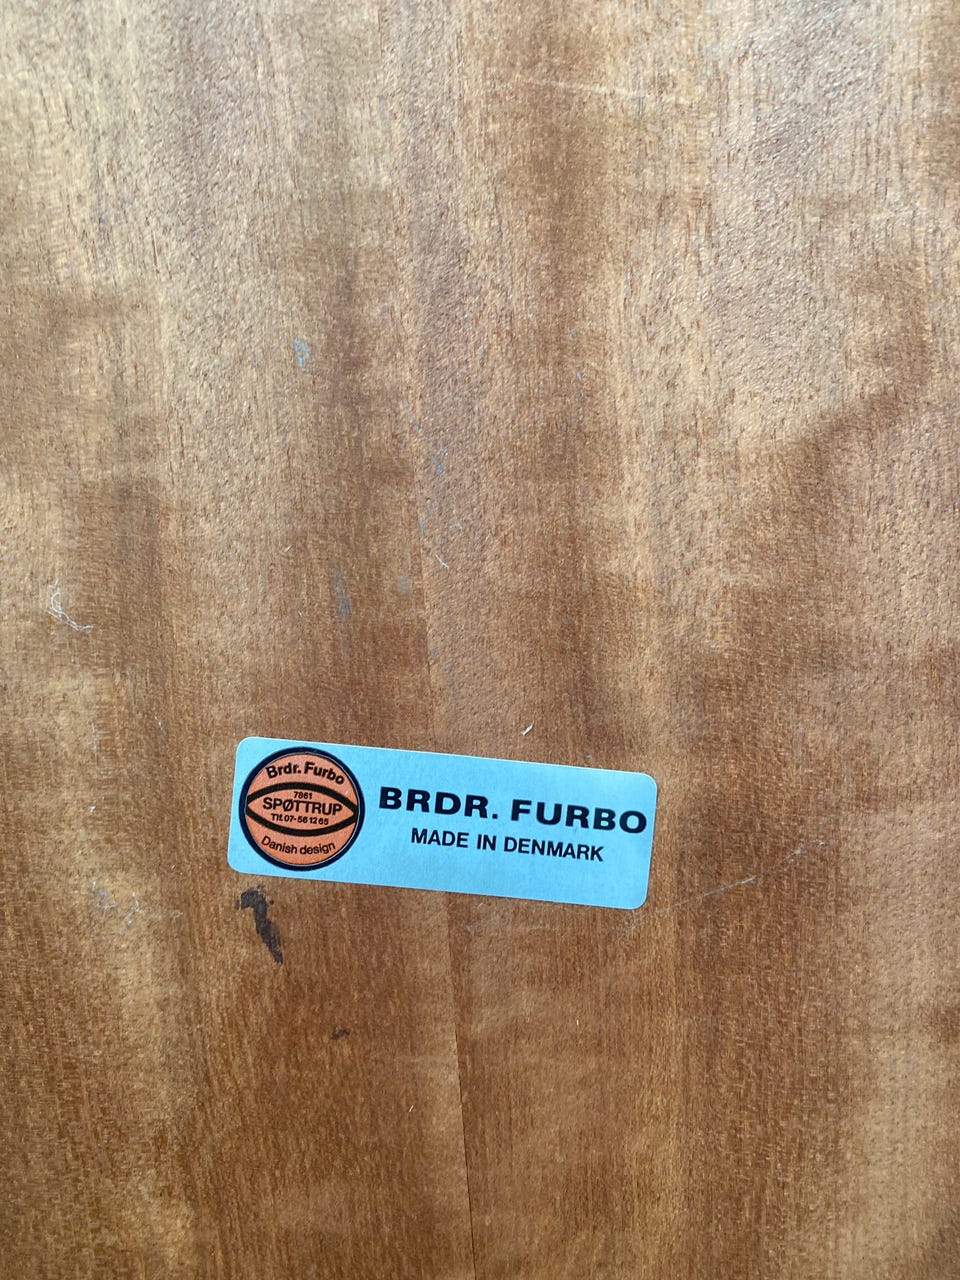 Brdr. Furbo
7861
SPØTTRUP
Tlf. 07-56 12 65
Danish design
BRDR. FURBO
MADE IN DENMARK